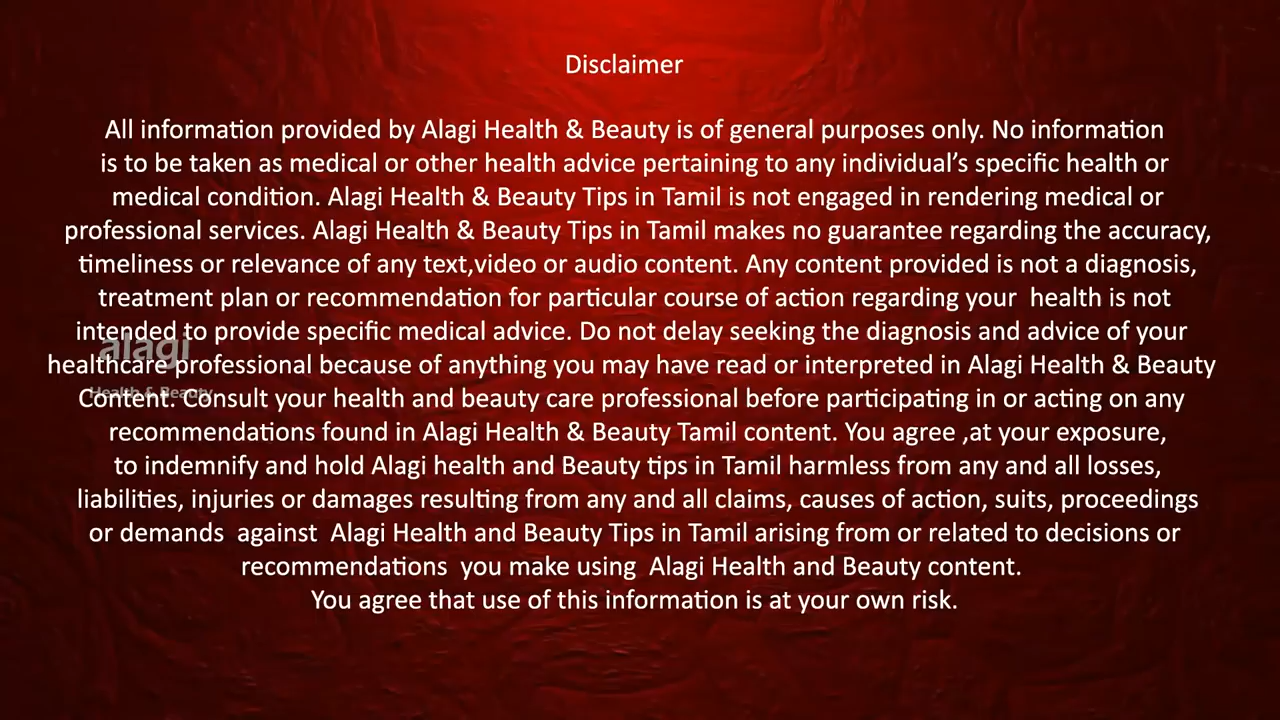 Disclaimer
All information provided by Alagi Health & Beauty is of general purposes only. No information
is to be taken as medical or other health advice pertaining to any individual’s specific health or
medical condition. Alagi Health & Beauty Tips in Tamil is not engaged in rendering medical or
professional services. Alagi Health & Beauty Tips in Tamil makes no guarantee regarding the accuracy,
timeliness or relevance of any text,video or audio content. Any content provided is not a diagnosis,
treatment plan or recommendation for particular course of action regarding your  health is not
intended to provide specific medical advice. Do not delay seeking the diagnosis and advice of your
alagi
healthcare professional because of anything you may have read or interpreted in Alagi Health & Beauty
Health & Beauty
Content. Consult your health and beauty care professional before participating in or acting on any
recommendations found in Alagi Health & Beauty Tamil content. You agree ,at your exposure,
to indemnify and hold Alagi health and Beauty tips in Tamil harmless from any and all losses,
liabilities, injuries or damages resulting from any and all claims, causes of action, suits, proceedings
or demands  against  Alagi Health and Beauty Tips in Tamil arising from or related to decisions or
recommendations  you make using  Alagi Health and Beauty content.
You agree that use of this information is at your own risk.